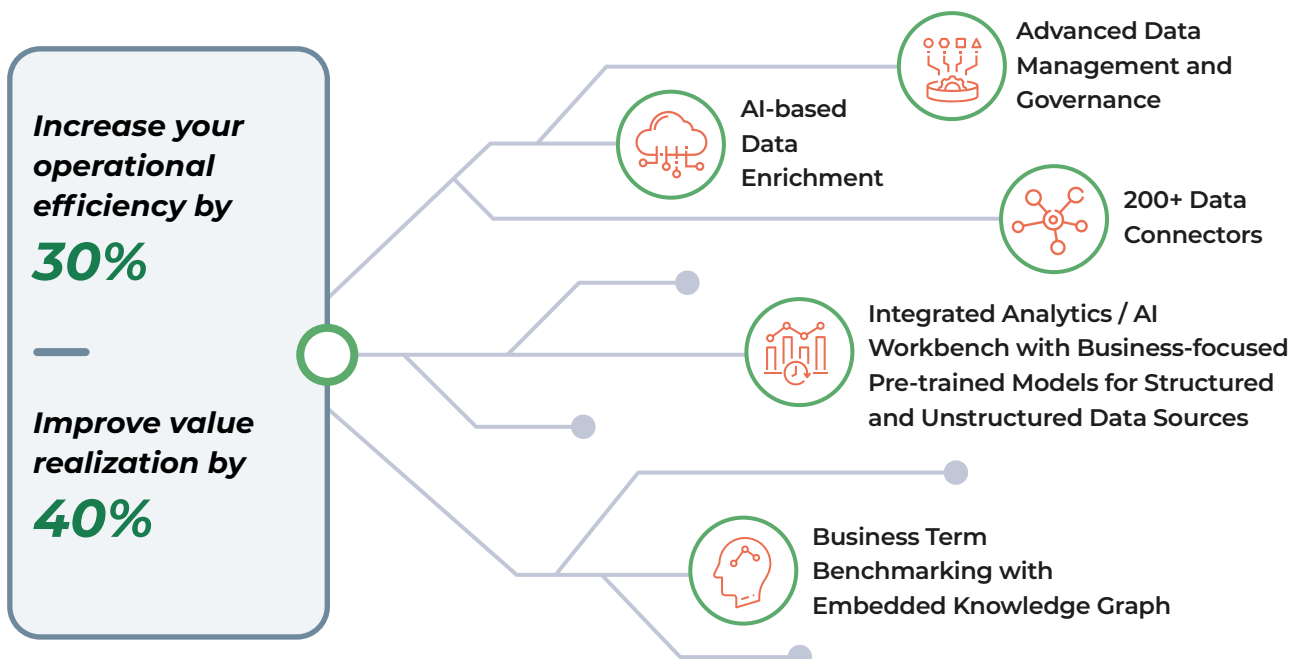 Increase your
operational
efficiency by
30%
Improve value
realization by
40%
Advanced Data
Management and
Governance
AI-based
Data
Enrichment
200+ Data
Connectors
Integrated Analytics / AI
Workbench with Business-focused
Pre-trained Models for Structured
and Unstructured Data Sources
Business Term
Benchmarking with
Embedded Knowledge Graph